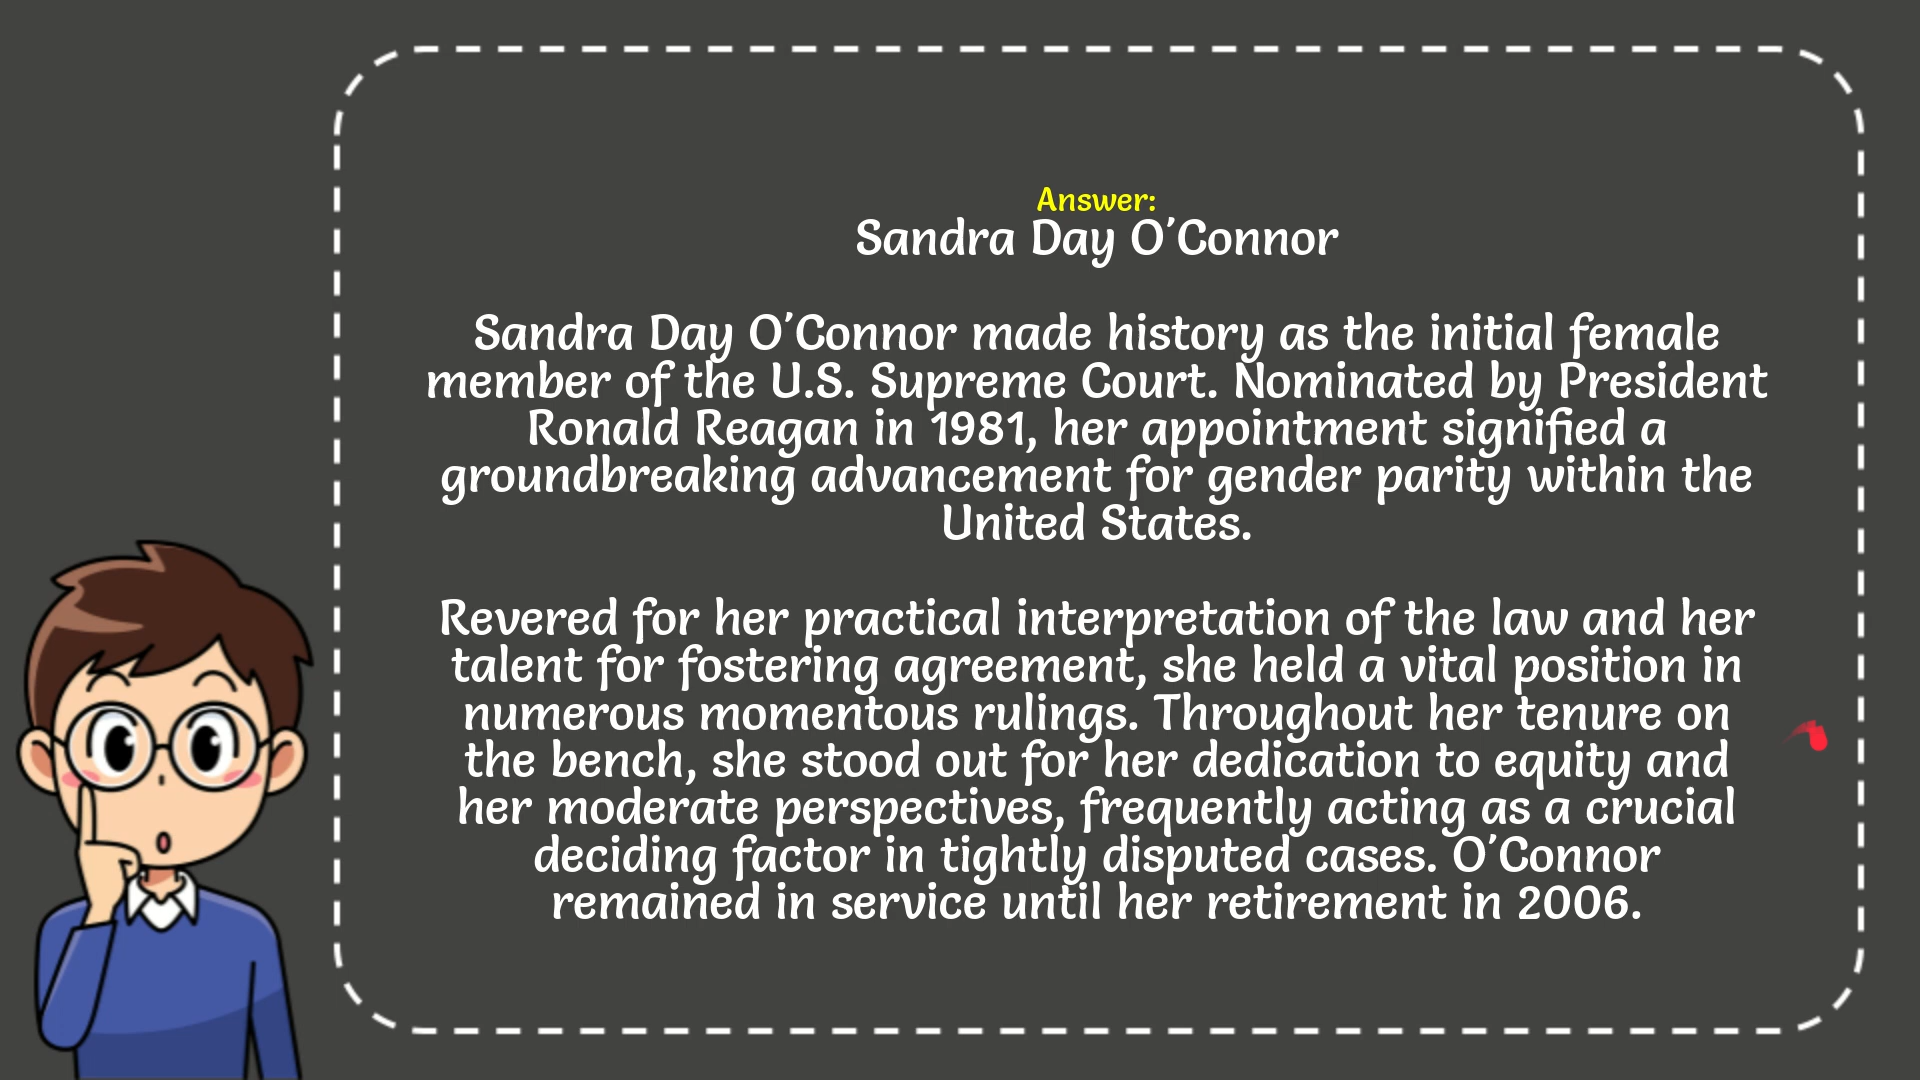 Answer:
Sandra Day O'Connor
Sandra Day O'Connor made history as the initial female
member of the U.S. Supreme Court. Nominated by President
Ronald Reagan in 1981, her appointment signified a
groundbreaking advancement for gender parity within the
United States.
Revered for her practical interpretation of the law and her
talent for fostering agreement, she held a vital position in
numerous momentous rulings. Throughout her tenure on
the bench, she stood out for her dedication to equity and
her moderate perspectives, frequently acting as a crucial
deciding factor in tightly disputed cases. O'Connor
remained in service until her retirement in 2006.